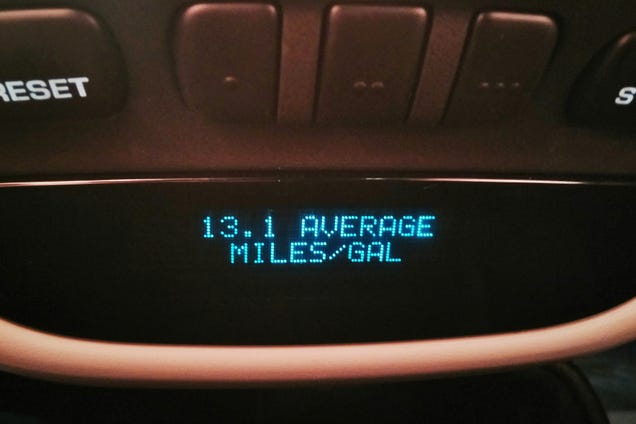 RESET
S
13.1 AVERAGE
MILES/GAL